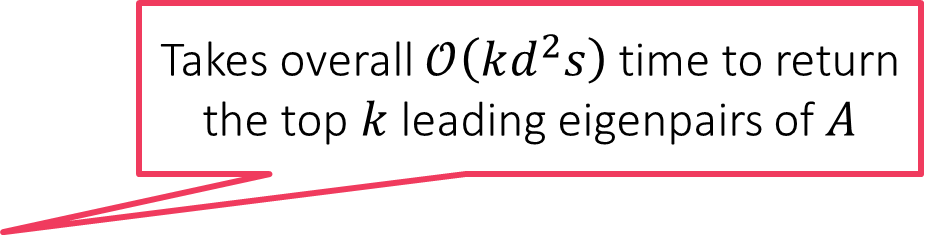 Takes overall 𝒪(𝑘𝑑²𝑠) time to return
the top 𝑘 leading eigenpairs of 𝐴